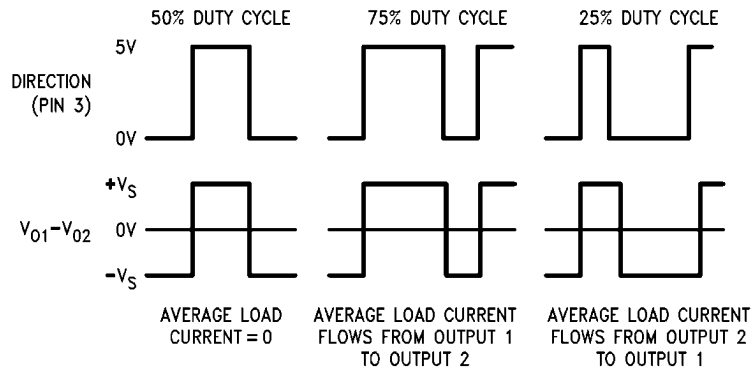 50% DUTY CYCLE
75% DUTY CYCLE
25% DUTY CYCLE
5V
DIRECTION
(PIN 3)
0V
+VS
VO1−VO2
0V
−VS
AVERAGE LOAD
CURRENT = 0
AVERAGE LOAD CURRENT
FLOWS FROM OUTPUT 1
TO OUTPUT 2
AVERAGE LOAD CURRENT
FLOWS FROM OUTPUT 2
TO OUTPUT 1